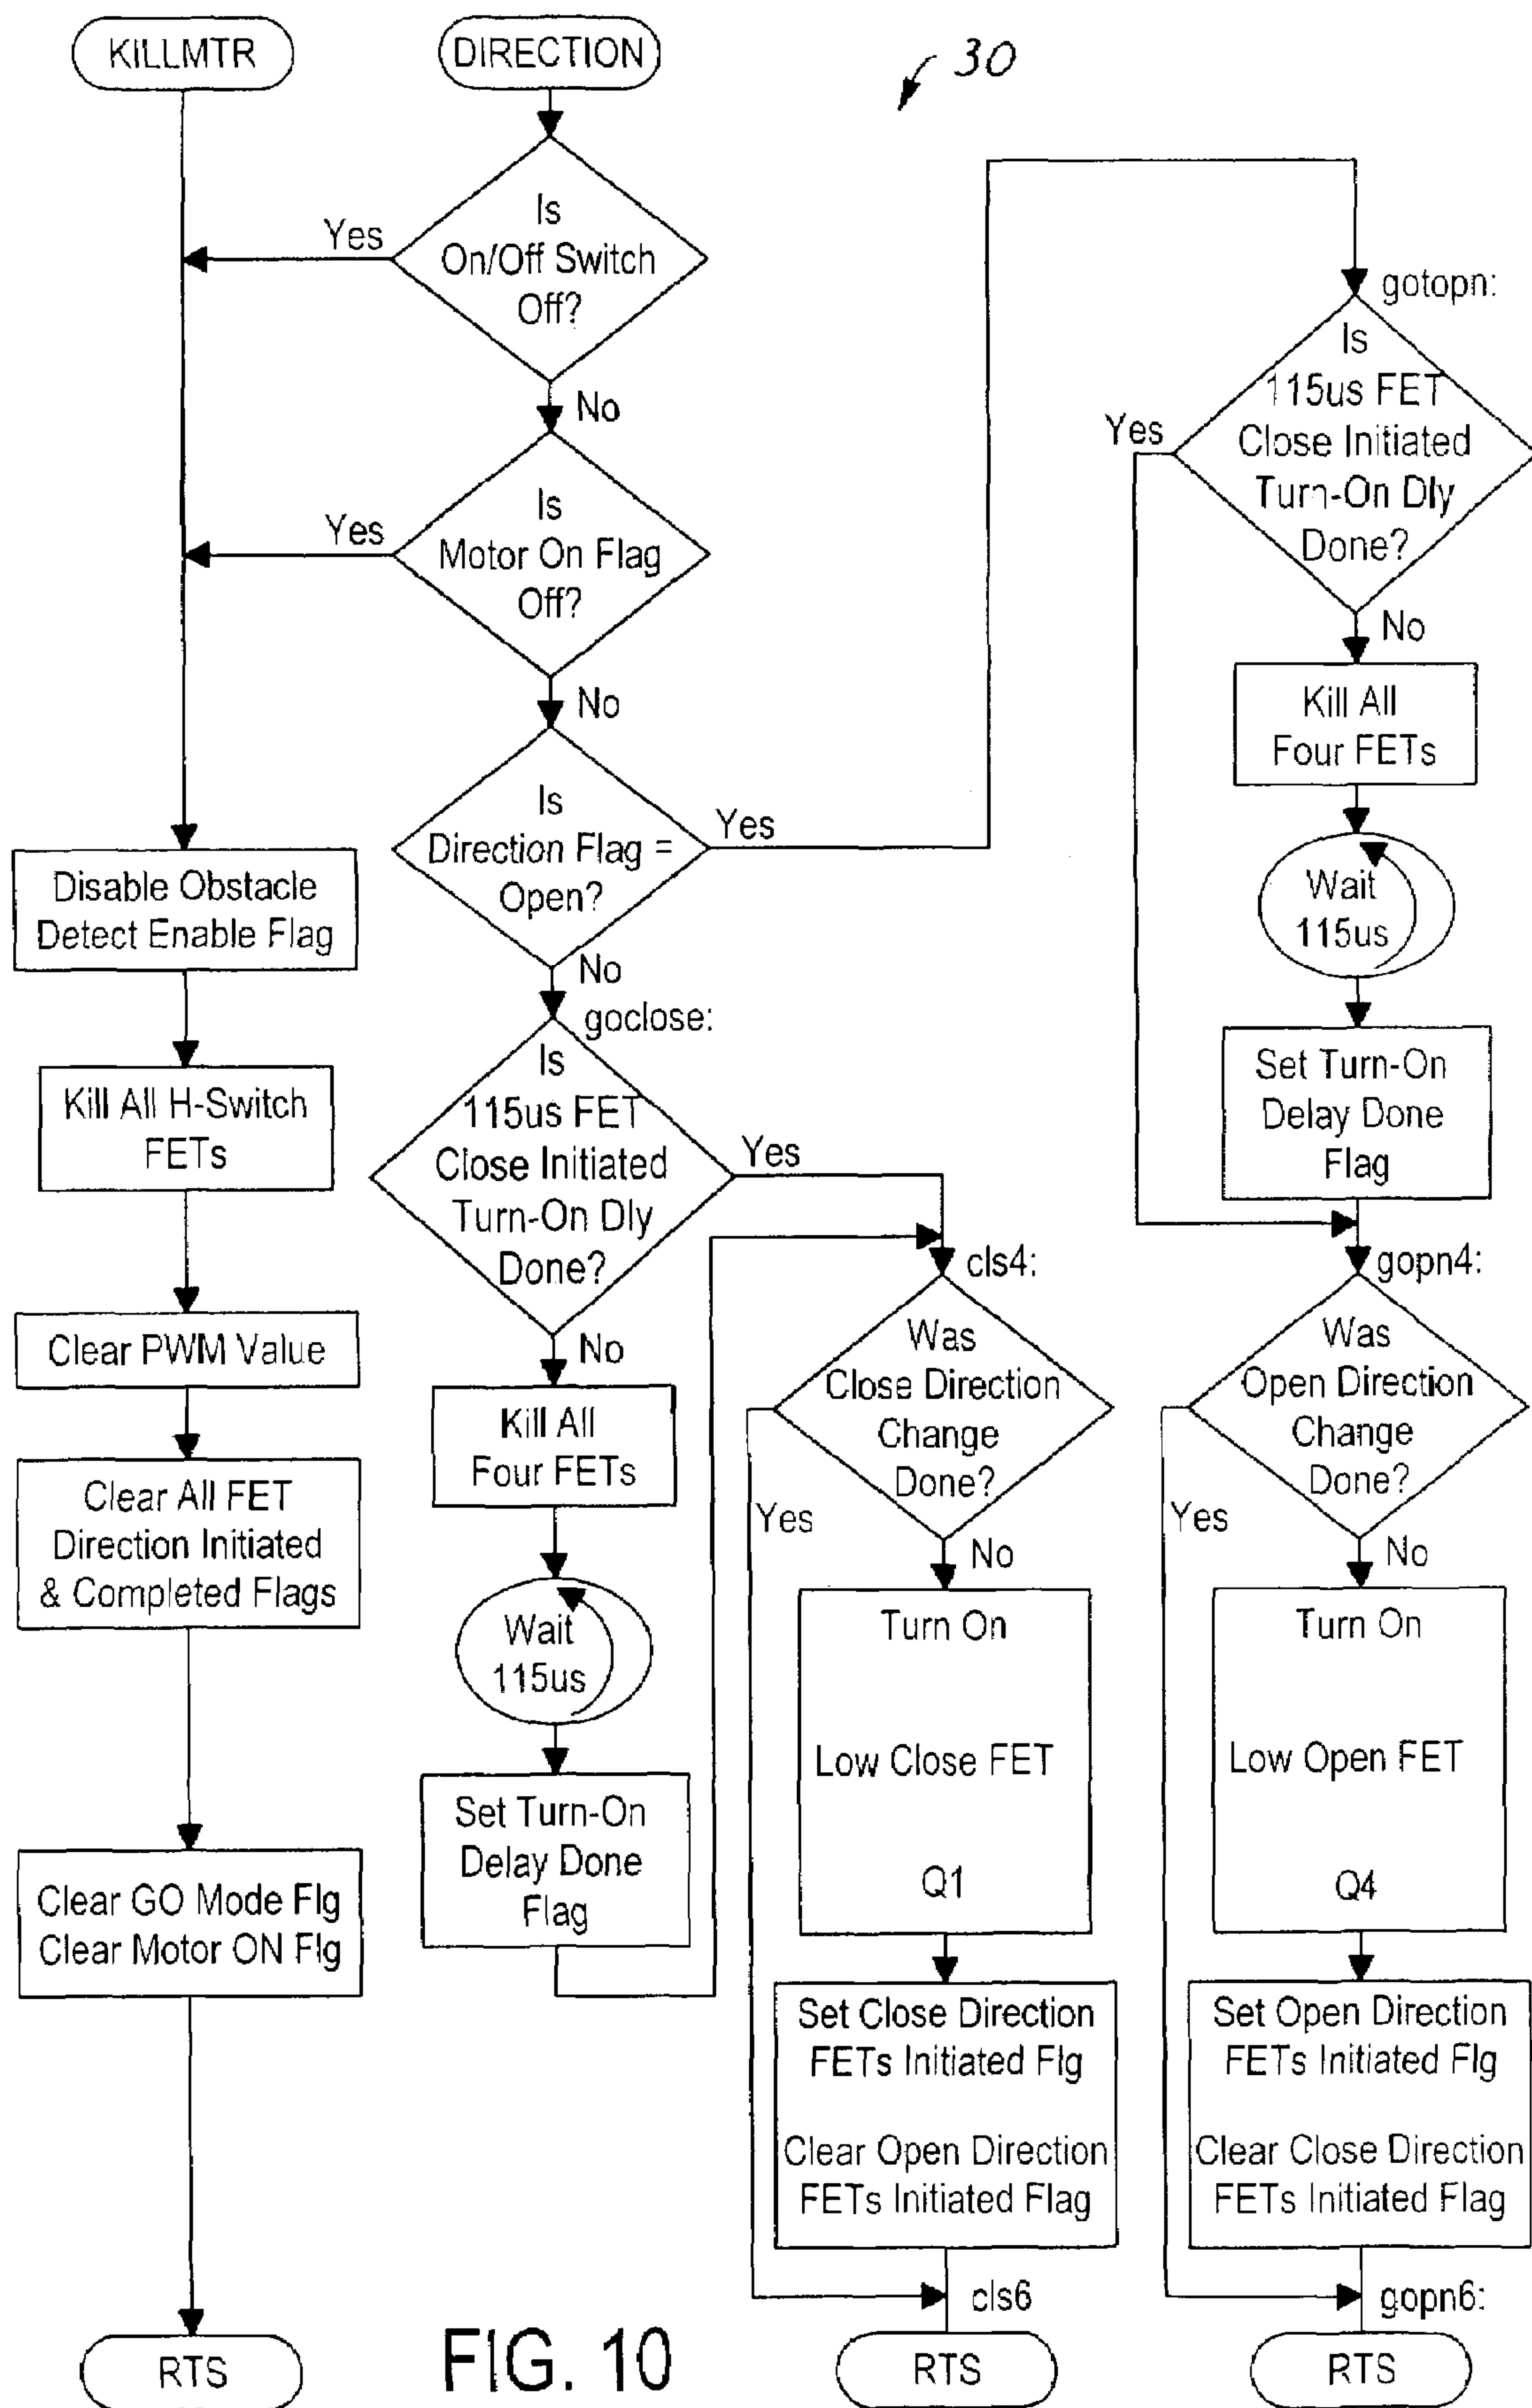 KILLMTR
DIRECTION
30
Is
On/Off Switch
Off?
Yes
No
Is
Motor On Flag
Off?
Yes
No
Is
Direction Flag =
Open?
Yes
No
goclose:
Is
115us FET
Close Initiated
Turn-On Dly
Done?
Yes
No
Kill All
Four FETs
Wait
115us
Set Turn-On
Delay Done
Flag
Disable Obstacle
Detect Enable Flag
Kill All H-Switch
FETs
Clear PWM Value
Clear All FET
Direction Initiated
& Completed Flags
Clear GO Mode Flg
Clear Motor ON Flg
RTS
cls4:
Was
Close Direction
Change
Done?
Yes
No
Turn On
Low Close FET
Q1
Set Close Direction
FETs Initiated Flg
Clear Open Direction
FETs Initiated Flag
cls6
RTS
gotopn:
Is
115us FET
Close Initiated
Turn-On Dly
Done?
Yes
No
Kill All
Four FETs
Wait
115us
Set Turn-On
Delay Done
Flag
gopn4:
Was
Open Direction
Change
Done?
Yes
No
Turn On
Low Open FET
Q4
Set Open Direction
FETs Initiated Flg
Clear Close Direction
FETs Initiated Flag
gopn6:
RTS
FIG. 10